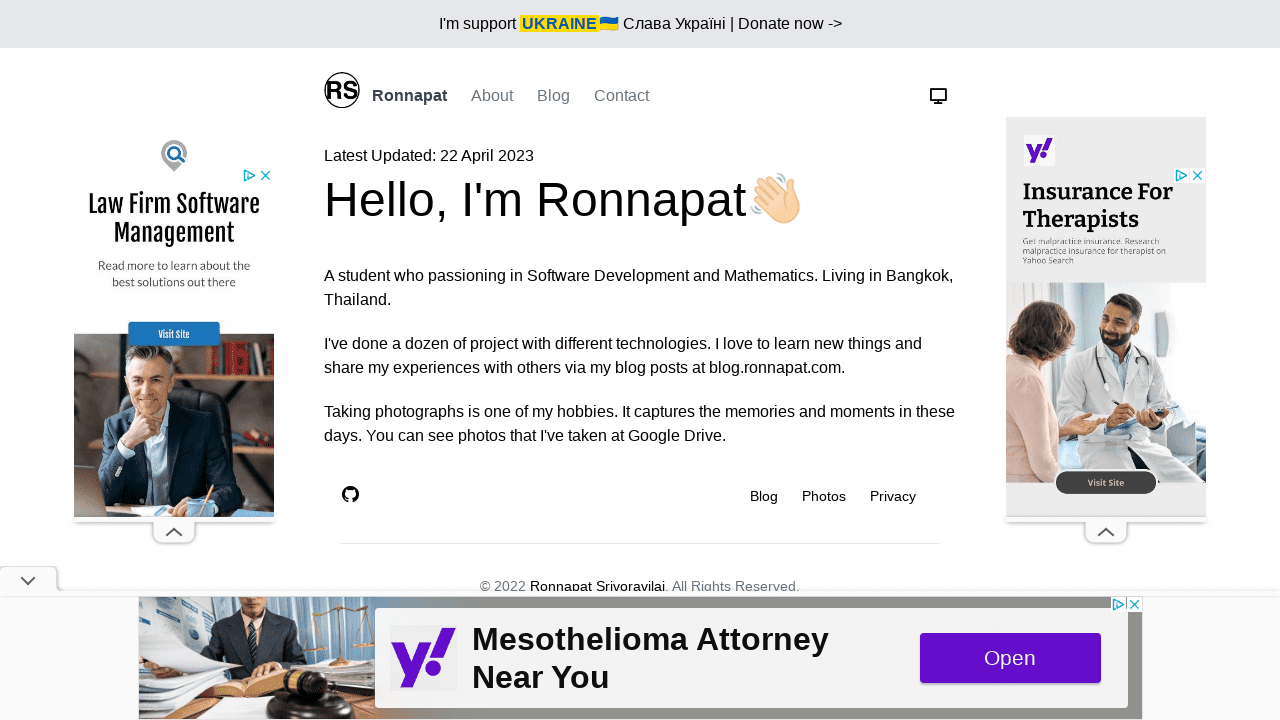 I'm support UKRAINE🇺🇦 Слава Україні | Donate now ->
RS Ronnapat About Blog Contact
Latest Updated: 22 April 2023
Hello, I'm Ronnapat👋🏻
A student who passioning in Software Development and Mathematics. Living in Bangkok,
Thailand.
I've done a dozen of project with different technologies. I love to learn new things and
share my experiences with others via my blog posts at blog.ronnapat.com.
Taking photographs is one of my hobbies. It captures the memories and moments in these
days. You can see photos that I've taken at Google Drive.
Blog Photos Privacy
© 2022 Ronnapat Srivoravilai. All Rights Reserved.
Law Firm Software
Management
Read more to learn about the
best solutions out there
Visit Site
y!
Insurance For
Therapists
Get malpractice insurance. Research
malpractice insurance for therapist on
Yahoo Search
Visit Site
y!
Mesothelioma Attorney
Near You
Open